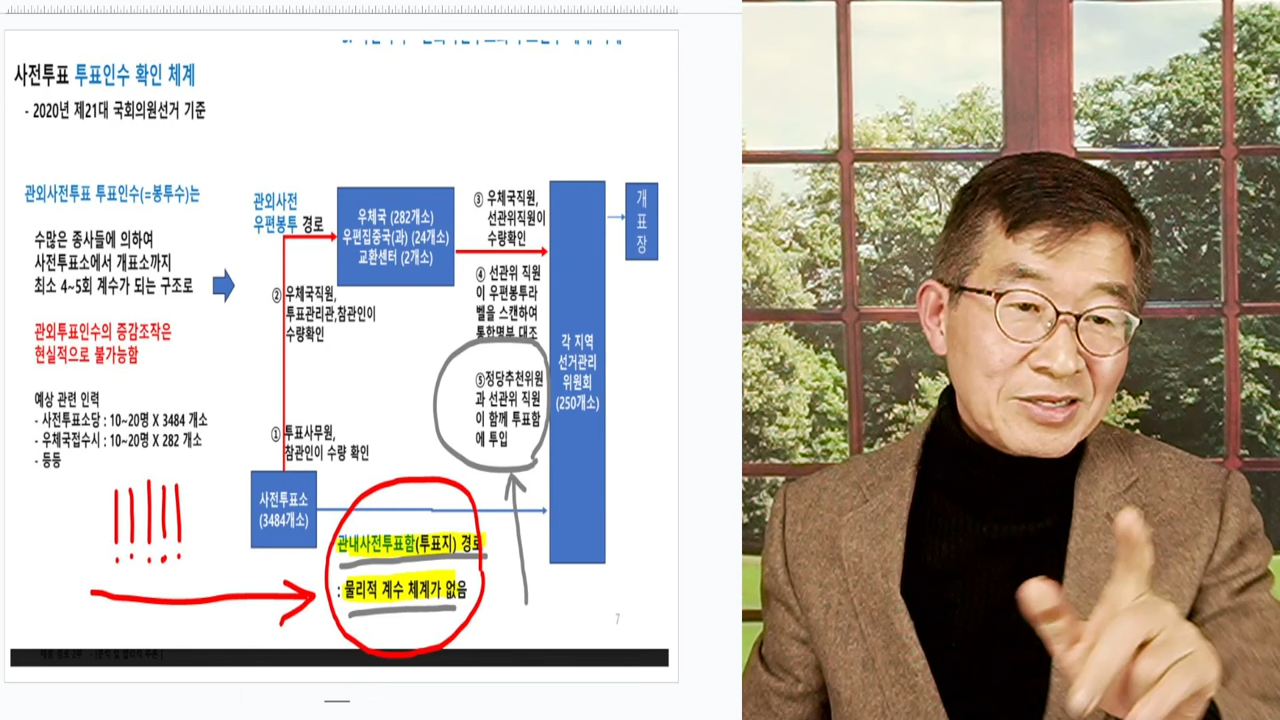 사전투표 투표인수 확인 체계
- 2020년 제21대 국회의원선거 기준
관외사전투표 투표인수(=봉투수)는
수많은 종사들에 의하여
사전투표소에서 개표소까지
최소 4~5회 계수가 되는 구조로
관외투표인수의 증감조작은
현실적으로 불가능함
예상 관련 인력
- 사전투표소당 : 10~20명 X 3484 개소
- 우체국접수시 : 10~20명 X 282 개소
- 등등
관외사전
우편봉투 경로
우체국 (282개소)
우편집중국(과) (24개소)
교환센터 (2개소)
② 우체국직원,
투표관리관,참관인이
수량확인
① 투표사무원,
참관인이 수량 확인
사전투표소
(3484개소)
③ 우체국직원,
선관위직원이
수량확인
④ 선관위 직원
이 우편봉투라
벨을 스캔하여
통합명부 대조
⑤정당추천위원
과 선관위 직원
이 함께 투표함
에 투입
각 지역
선거관리
위원회
(250개소)
개
표
장
관내사전투표함(투표지) 경로
: 물리적 계수 체계가 없음
7